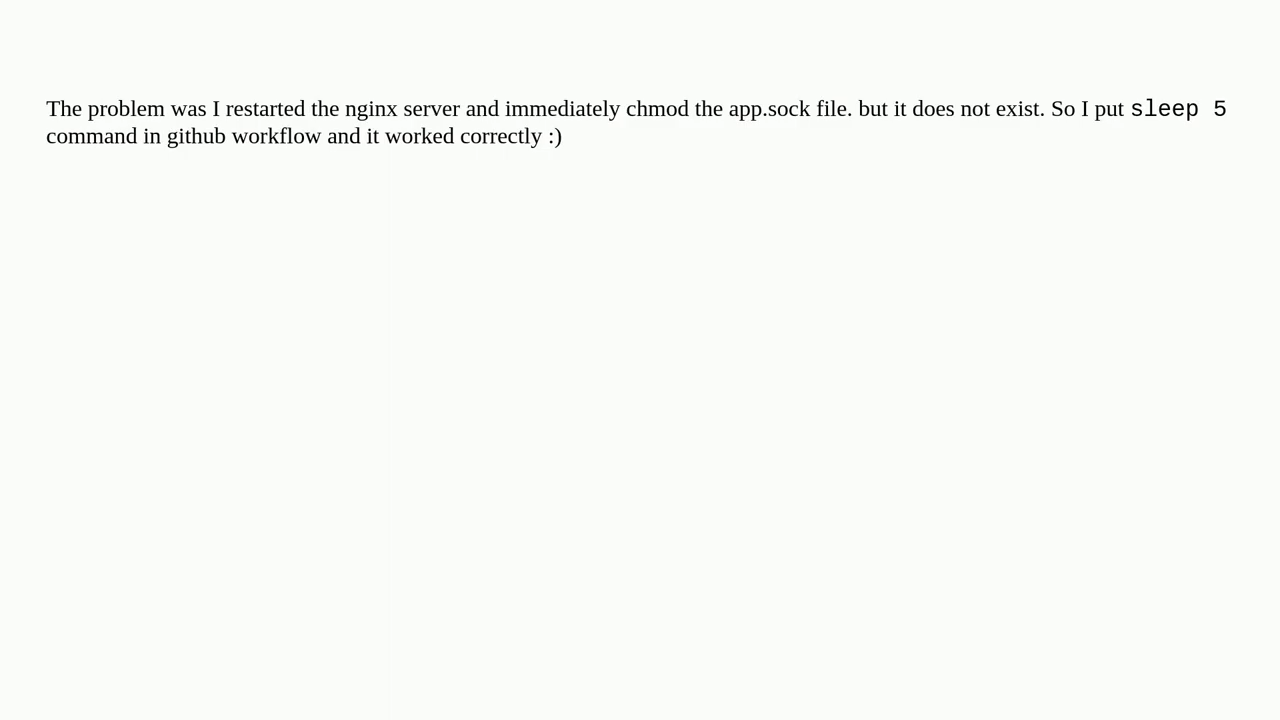 The problem was I restarted the nginx server and immediately chmod the app.sock file. but it does not exist. So I put sleep 5
command in github workflow and it worked correctly :)